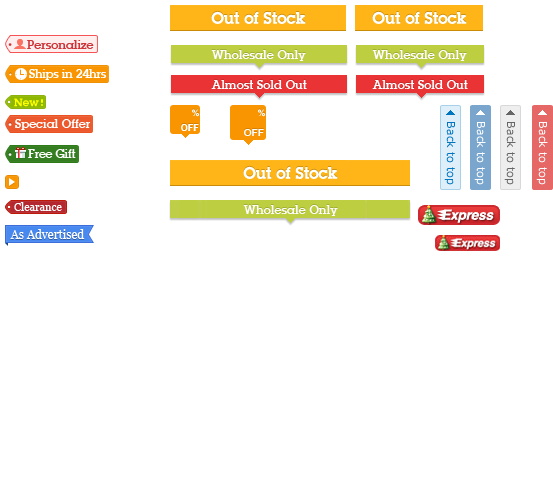 Out of Stock
Out of Stock
Personalize
Wholesale Only
Wholesale Only
Ships in 24hrs
Almost Sold Out
Almost Sold Out
New!
Special Offer
%
OFF
%
OFF
Back to top
Back to top
Back to top
Back to top
Free Gift
Out of Stock
Clearance
Wholesale Only
Express
As Advertised
Express